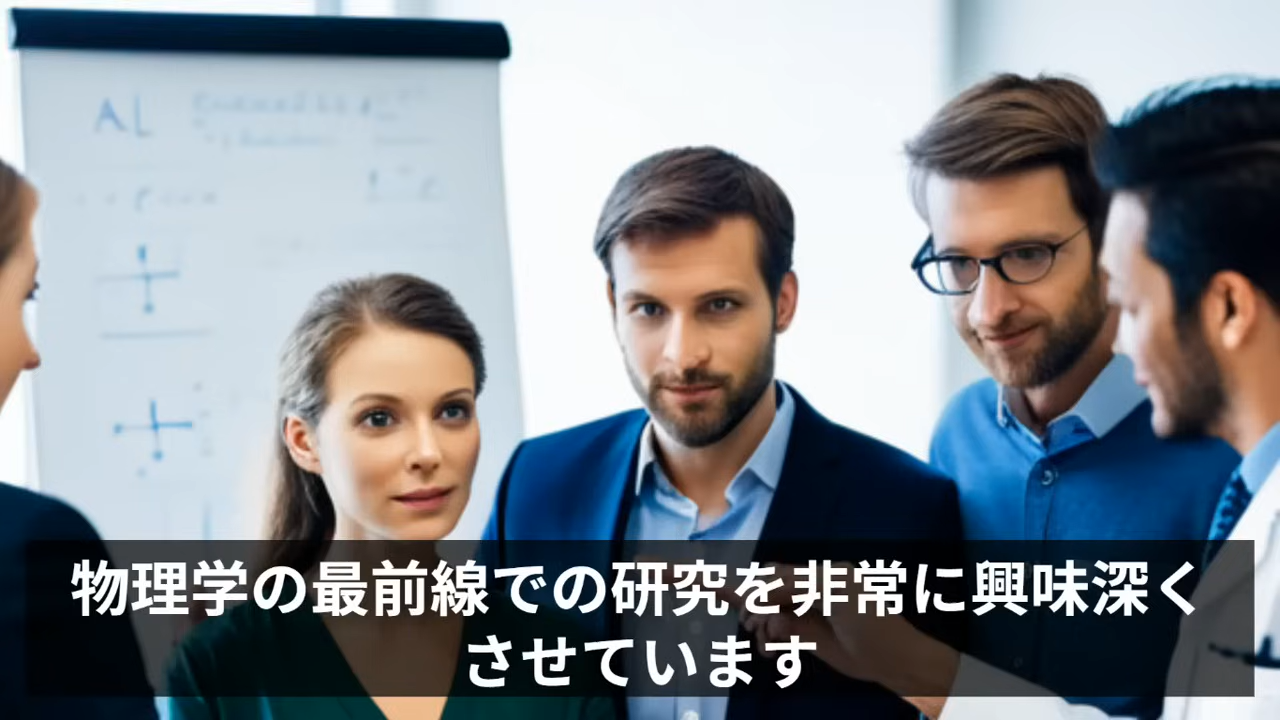 AL
物理学の最前線での研究を非常に興味深く
させています